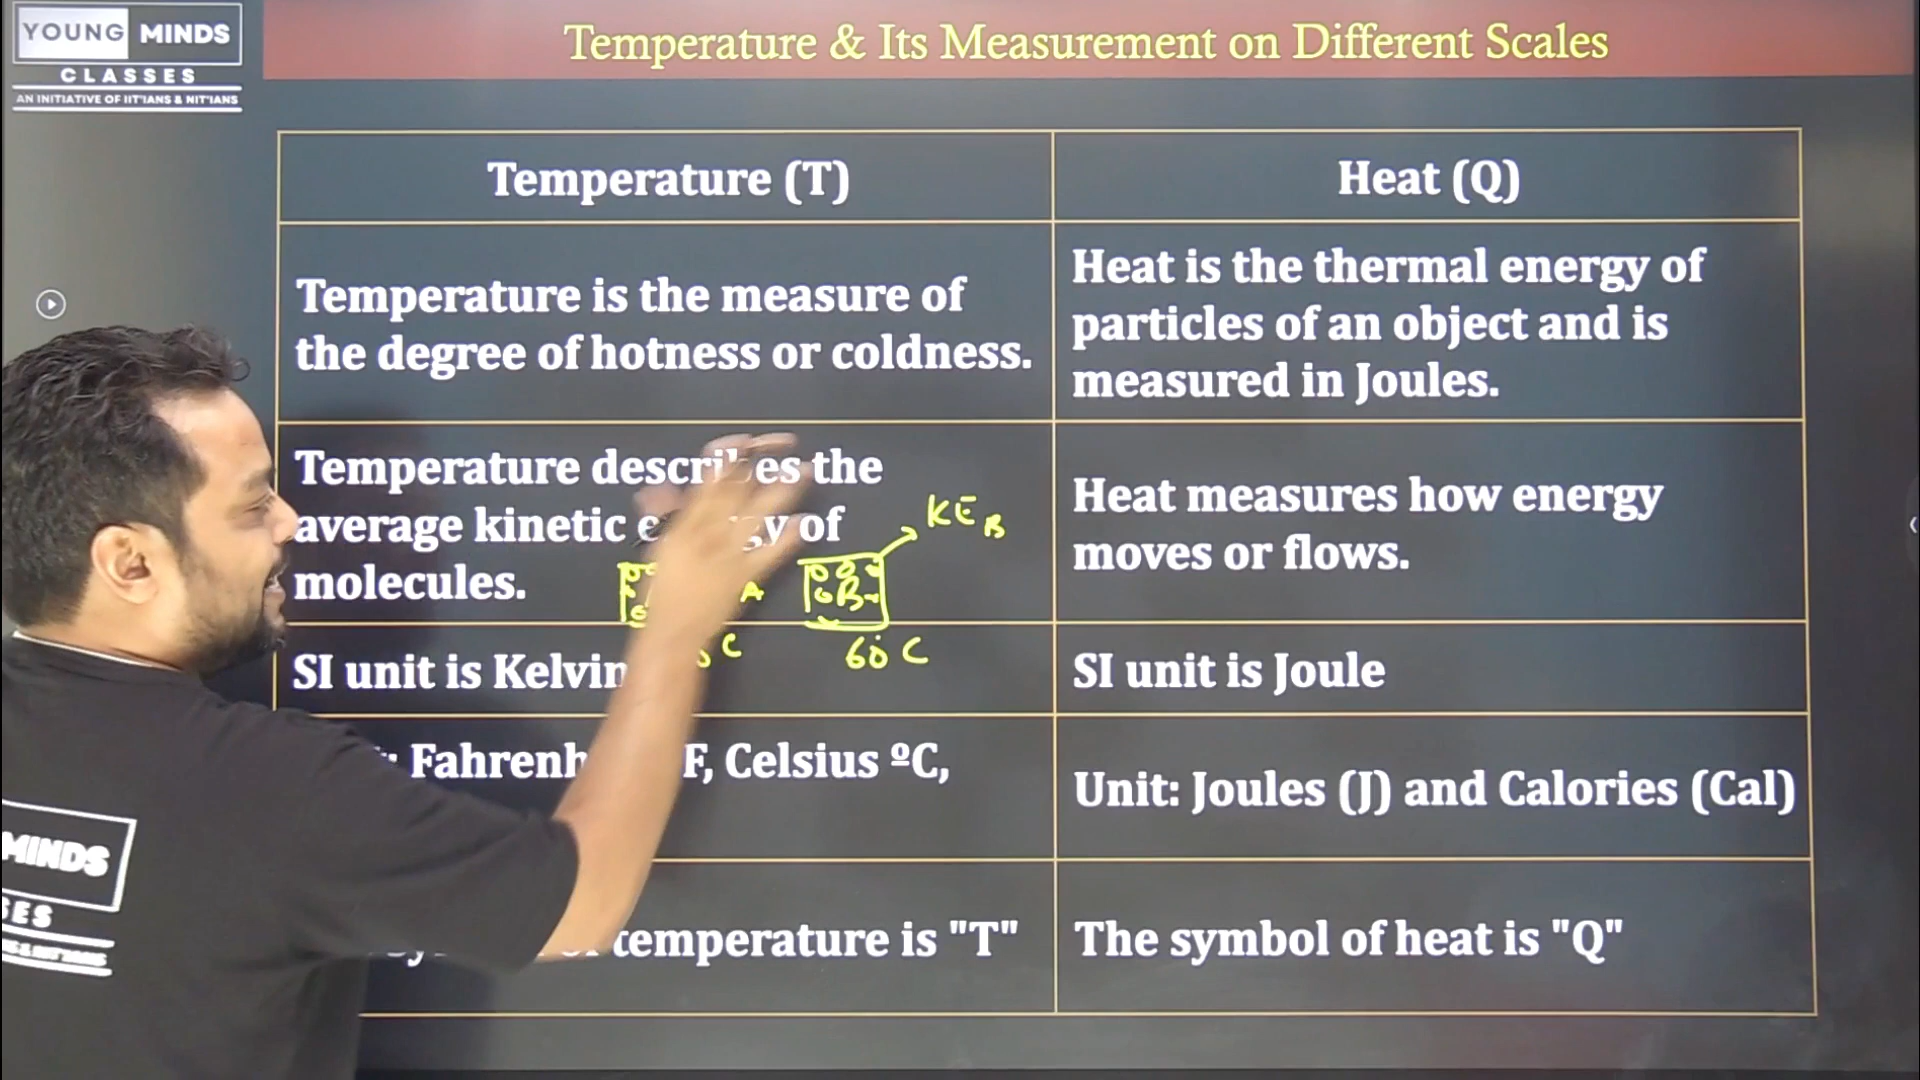 YOUNG MINDS
CLASSES
AN INITIATIVE OF IIT'IANS & NIT'IANS
Temperature & Its Measurement on Different Scales
Temperature (T)
Heat (Q)
Temperature is the measure of
the degree of hotness or coldness.
Heat is the thermal energy of
particles of an object and is
measured in Joules.
Temperature describes the
average kinetic of
molecules.
KE B
A
B
C
60°C
Heat measures how energy
moves or flows.
SI unit is Kelvin
SI unit is Joule
F, Celsius ºC,
Unit: Joules (J) and Calories (Cal)
temperature is "T"
The symbol of heat is "Q"
MINDS